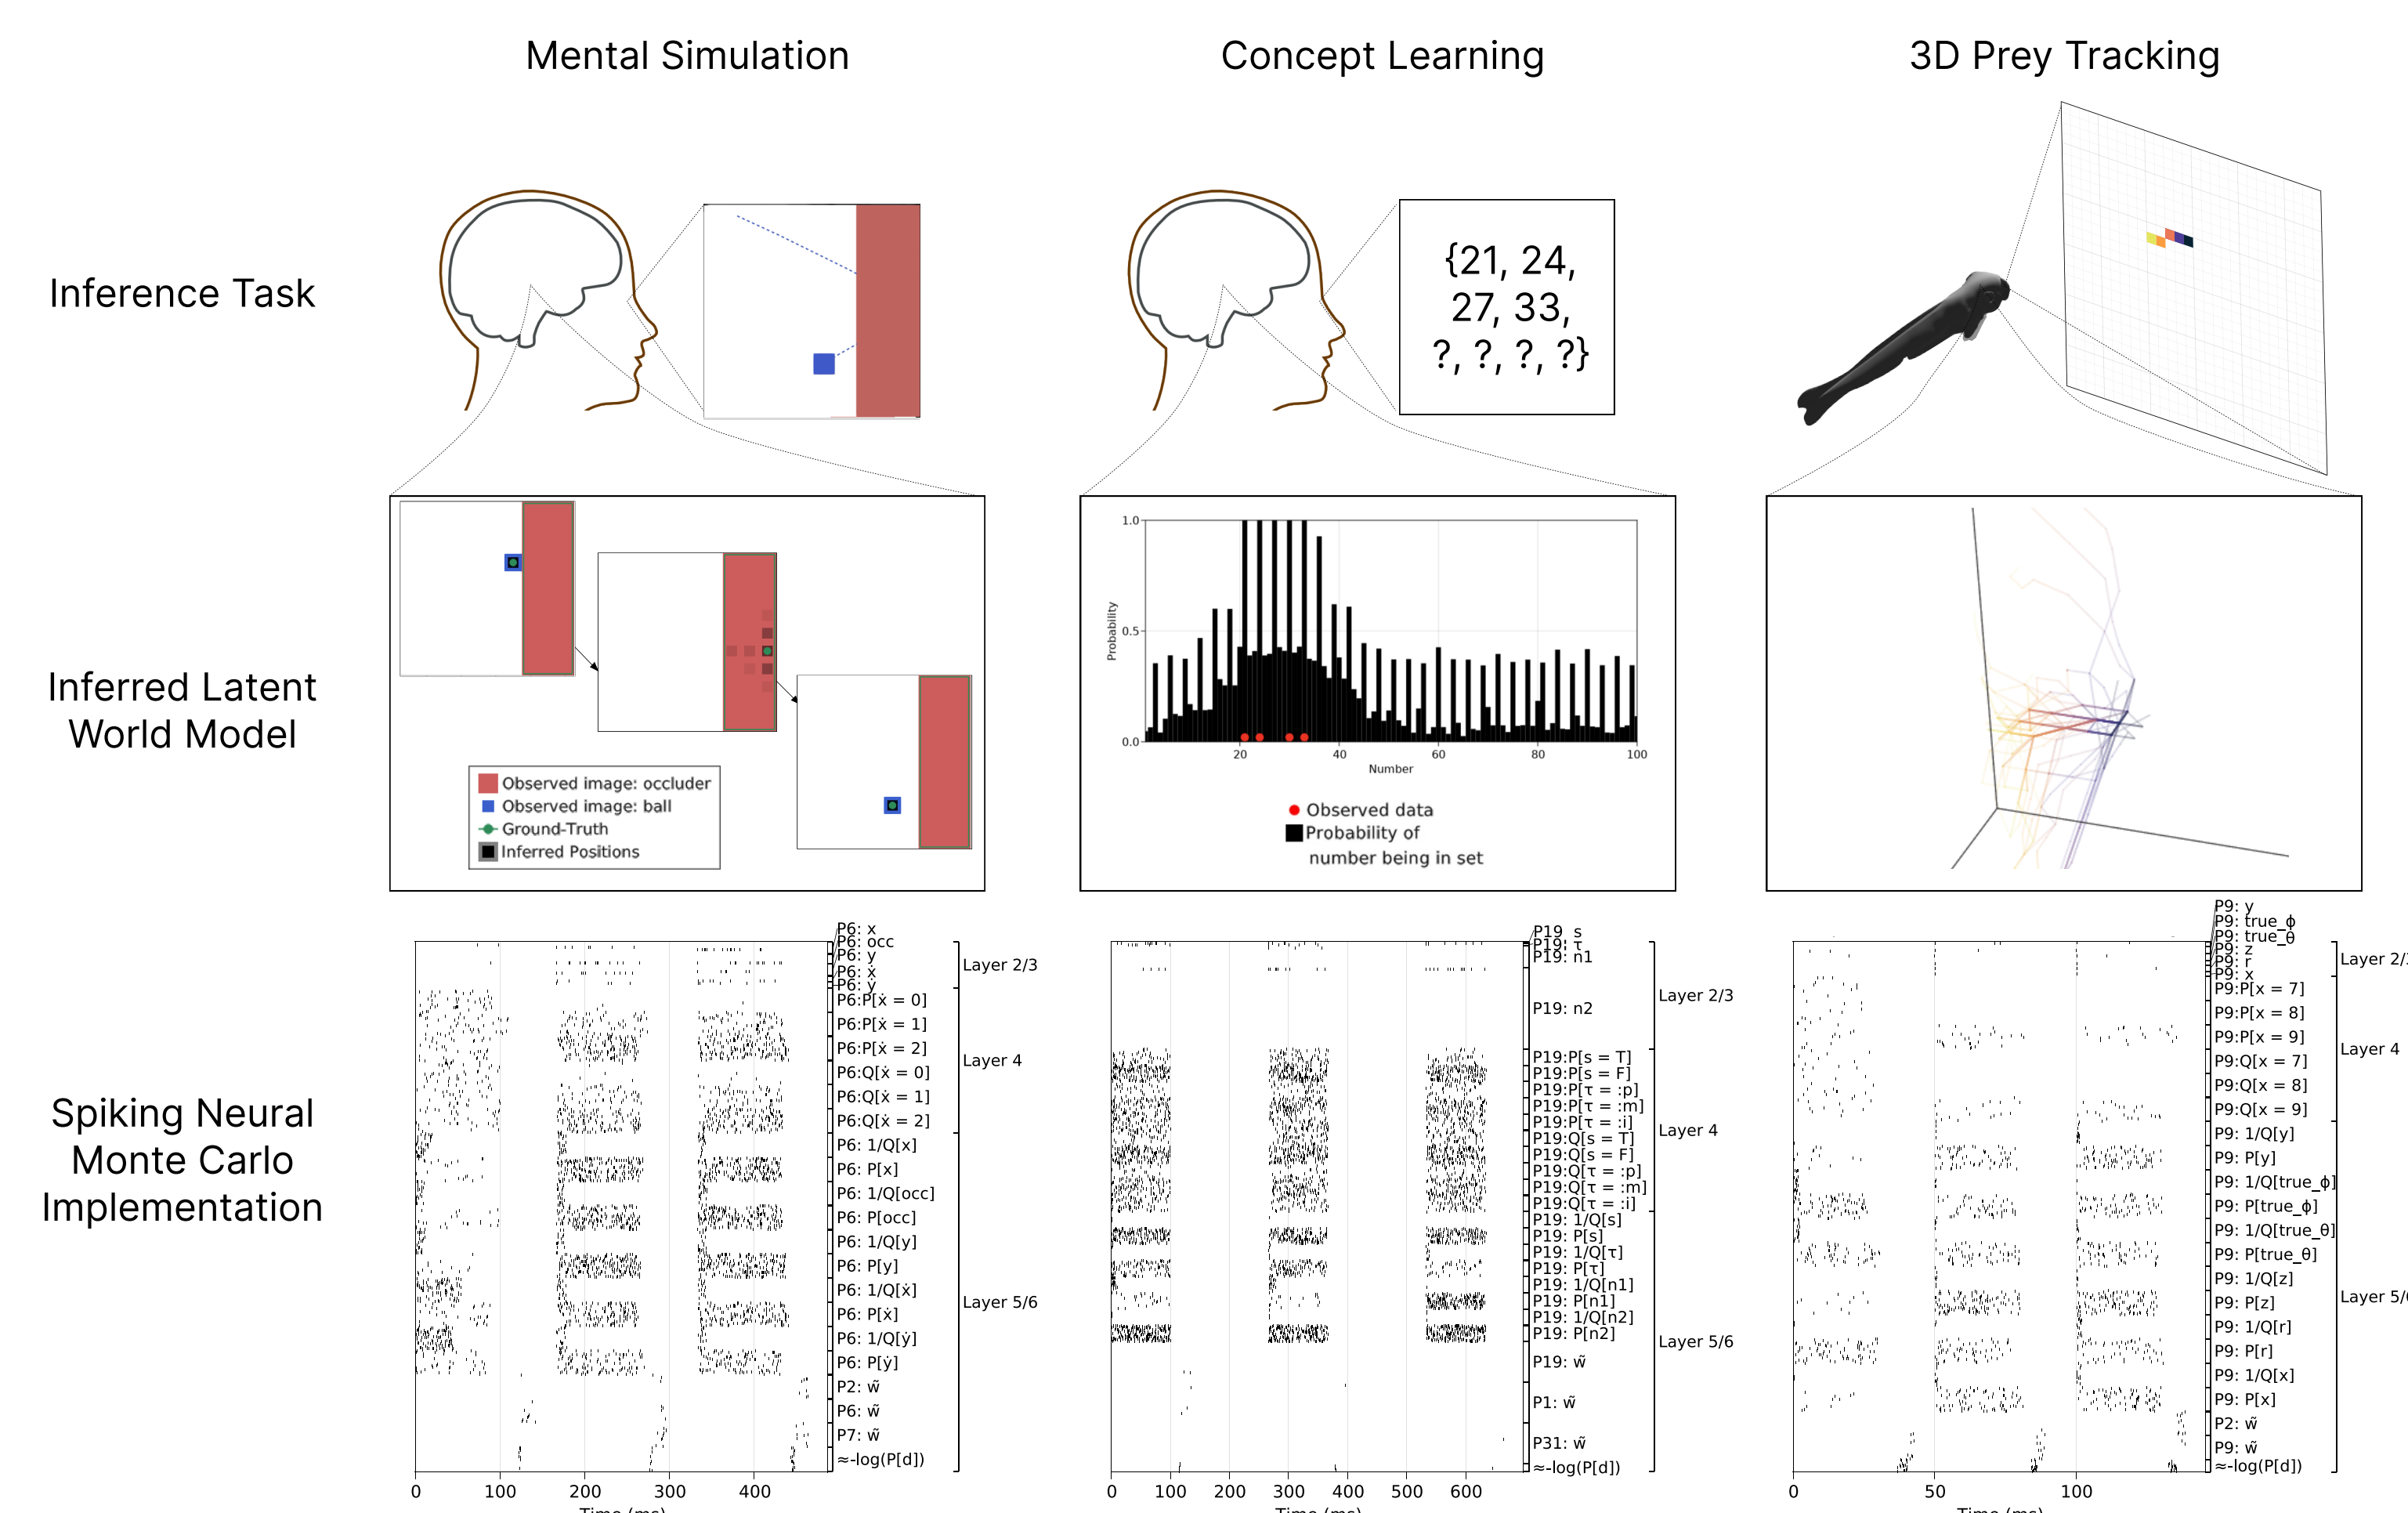 Mental Simulation
Concept Learning
3D Prey Tracking
Inference Task
{21, 24,
27, 33,
?, ?, ?, ?}
Inferred Latent
World Model
Observed image: occluder
Observed image: ball
Ground-Truth
Inferred Positions
1.0
0.5
0.0
Probability
20
40
60
80
100
Number
Observed data
Probability of
number being in set
Spiking Neural
Monte Carlo
Implementation
P6: x
P6: occ
P6: y
P6: ẋ
P6: ẏ
P6:P[ẋ = 0]
P6:P[ẋ = 1]
P6:P[ẋ = 2]
P6:Q[ẋ = 0]
P6:Q[ẋ = 1]
P6:Q[ẋ = 2]
P6: 1/Q[x]
P6: P[x]
P6: 1/Q[occ]
P6: P[occ]
P6: 1/Q[y]
P6: P[y]
P6: 1/Q[ẋ]
P6: P[ẋ]
P6: 1/Q[ẏ]
P6: P[ẏ]
P2: w̃
P6: w̃
P7: w̃
≈-log(P[d])
Layer 2/3
Layer 4
Layer 5/6
0
100
200
300
400
Time (ms)
P19 s
P19: τ
P19: n1
P19: n2
P19:P[s = T]
P19:P[s = F]
P19:P[τ = :p]
P19:P[τ = :m]
P19:P[τ = :i]
P19:Q[s = T]
P19:Q[s = F]
P19:Q[τ = :p]
P19:Q[τ = :m]
P19:Q[τ = :i]
P19: 1/Q[s]
P19: P[s]
P19: 1/Q[τ]
P19: P[τ]
P19: 1/Q[n1]
P19: P[n1]
P19: 1/Q[n2]
P19: P[n2]
P19: w̃
P1: w̃
P31: w̃
≈-log(P[d])
Layer 2/3
Layer 4
Layer 5/6
0
100
200
300
400
500
600
Time (ms)
P9: y
P9: true_ϕ
P9: true_θ
P9: z
P9: r
P9: x
P9:P[x = 7]
P9:P[x = 8]
P9:P[x = 9]
P9:Q[x = 7]
P9:Q[x = 8]
P9:Q[x = 9]
P9: 1/Q[y]
P9: P[y]
P9: 1/Q[true_ϕ]
P9: P[true_ϕ]
P9: 1/Q[true_θ]
P9: P[true_θ]
P9: 1/Q[z]
P9: P[z]
P9: 1/Q[r]
P9: P[r]
P9: 1/Q[x]
P9: P[x]
P2: w̃
P9: w̃
≈-log(P[d])
Layer 2/
Layer 4
Layer 5/
0
50
100
Time (ms)